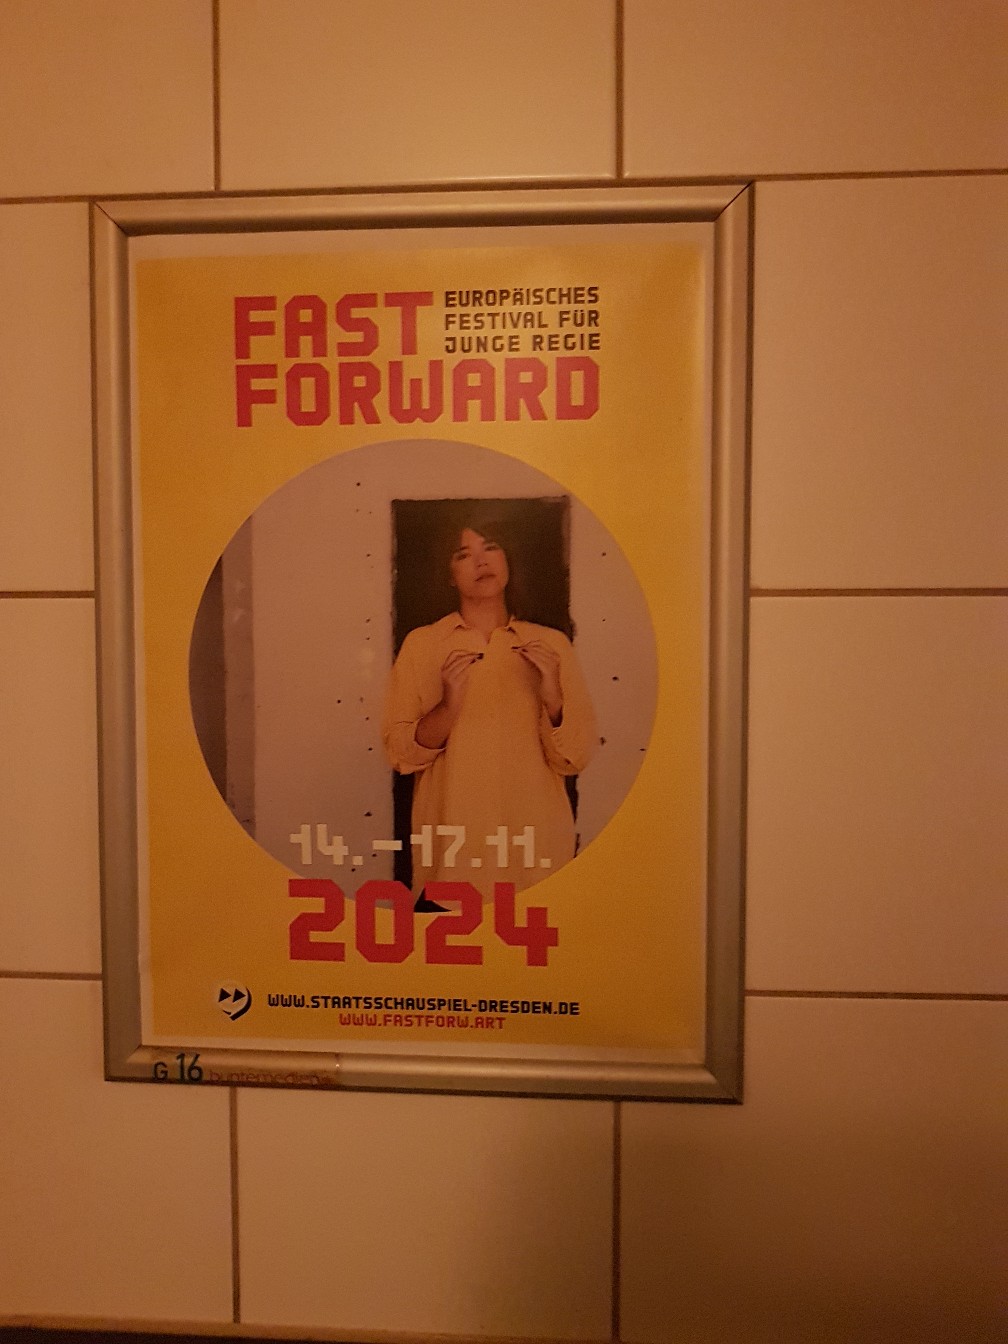 FAST
EUROPÄISCHES
FESTIVAL FÜR
JUNGE REGIE
FORWARD
14.–17.11.
2024
WWW.STAATSSCHAUSPIEL-DRESDEN.DE
WWW.FASTFORW.ART
G 16 buntemedien